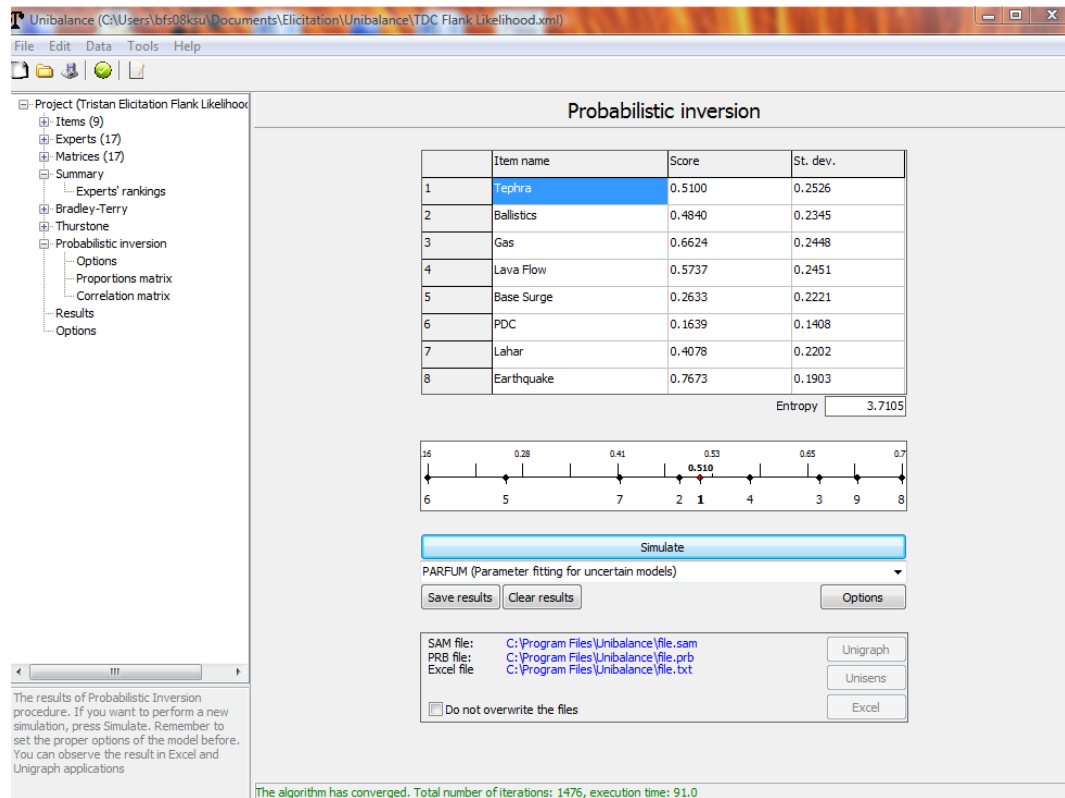 Unibalance (C:\Users\bfs08ksu\Documents\Elicitation\Unibalance\TDC Flank Likelihood.xml)
File Edit Data Tools Help
Project (Tristan Elicitation Flank Likelihood
Items (9)
Experts (17)
Matrices (17)
Summary
Experts' rankings
Bradley-Terry
Thurstone
Probabilistic inversion
Options
Proportions matrix
Correlation matrix
Results
Options
The results of Probabilistic Inversion
procedure. If you want to perform a new
simulation, press Simulate. Remember to
set the proper options of the model before.
You can observe the result in Excel and
Unigraph applications
Probabilistic inversion
Item name Score St. dev.
1 Tephra 0.5100 0.2526
2 Ballistics 0.4840 0.2345
3 Gas 0.6624 0.2448
4 Lava Flow 0.5737 0.2451
5 Base Surge 0.2633 0.2221
6 PDC 0.1639 0.1408
7 Lahar 0.4078 0.2202
8 Earthquake 0.7673 0.1903
Entropy 3.7105
.16 0.28 0.41 0.53 0.65 0.7
0.510
6 5 7 2 1 4 3 9 8
Simulate
PARFUM (Parameter fitting for uncertain models)
Save results Clear results Options
SAM file: C:\Program Files\Unibalance\file.sam
PRB file: C:\Program Files\Unibalance\file.prb
Excel file C:\Program Files\Unibalance\file.txt
Unigraph
Unisens
Do not overwrite the files Excel
The algorithm has converged. Total number of iterations: 1476, execution time: 91.0